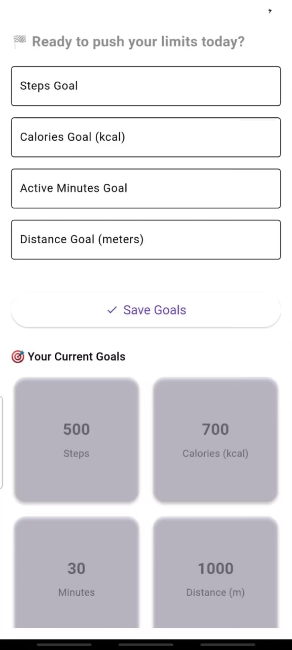 Ready to push your limits today?
Steps Goal
Calories Goal (kcal)
Active Minutes Goal
Distance Goal (meters)
Save Goals
Your Current Goals
500
Steps
700
Calories (kcal)
30
Minutes
1000
Distance (m)